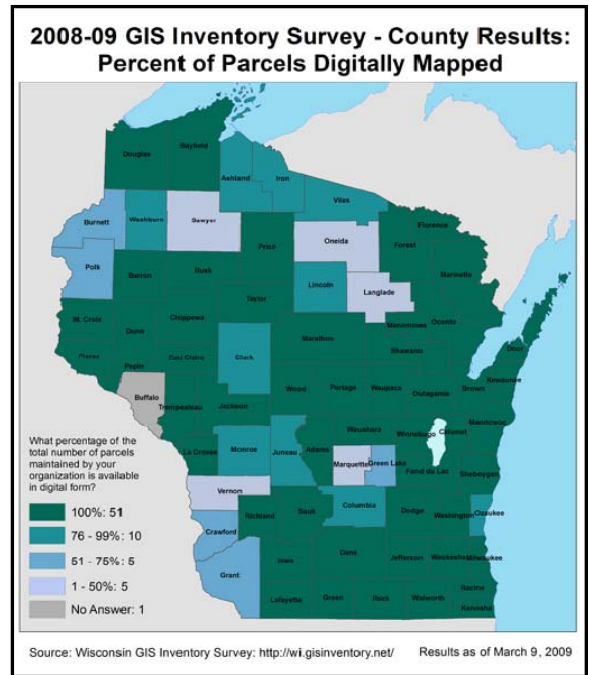 2008-09 GIS Inventory Survey - County Results:
Percent of Parcels Digitally Mapped
Douglas
Bayfield
Ashland
Iron
Vilas
Burnett
Washburn
Sawyer
Price
Oneida
Forest
Florence
Marinette
Polk
Barron
Rusk
Taylor
Lincoln
Langlade
St. Croix
Dunn
Chippewa
Marathon
Menominee
Oconto
Shawano
Door
Pierce
Pepin
Eau Claire
Clark
Kewaunee
Buffalo
Trempealeau
Jackson
Wood
Portage
Waupaca
Outagamie
Brown
Manitowoc
La Crosse
Monroe
Juneau
Adams
Waushara
Winnebago
Calumet
Marquette
Green Lake
Fond du Lac
Sheboygan
Vernon
Richland
Sauk
Columbia
Dodge
Washington
Ozaukee
Crawford
Grant
Iowa
Dane
Jefferson
Waukesha
Milwaukee
Lafayette
Green
Rock
Walworth
Racine
Kenosha
What percentage of the
total number of parcels
maintained by your
organization is available
in digital form?
100%: 51
76 - 99%: 10
51 - 75%: 5
1 - 50%: 5
No Answer: 1
Source: Wisconsin GIS Inventory Survey: http://wi.gisinventory.net/ Results as of March 9, 2009